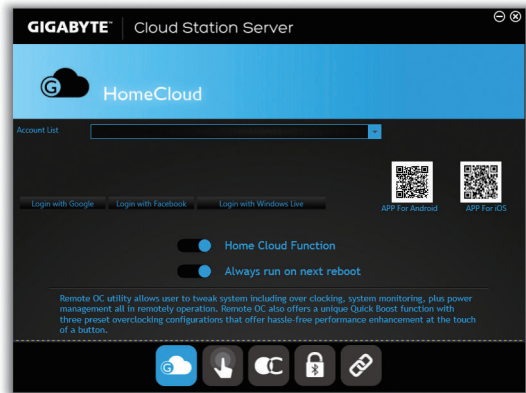 GIGABYTE™ Cloud Station Server
G HomeCloud
Account List
Login with Google Login with Facebook Login with Windows Live
APP For Android APP For iOS
Home Cloud Function
Always run on next reboot
Remote OC utility allows user to tweak system including over clocking, system monitoring, plus power
management all in remotely operation. Remote OC also offers a unique Quick Boost function with
three preset overclocking configurations that offer hassle-free performance enhancement at the touch
of a button.
G